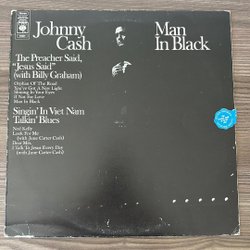 Johnny
Cash
Man
In Black
The Preacher Said,
"Jesus Said"
(with Billy Graham)
Orphan Of The Road
You've Got A New Light
Shining In Your Eyes
If Not For Love
Man In Black
Singin' In Viet Nam
Talkin' Blues
Ned Kelly
Look For Me
(with June Carter Cash)
Dear Mrs.
I Talk To Jesus Every Day
(with June Carter Cash)